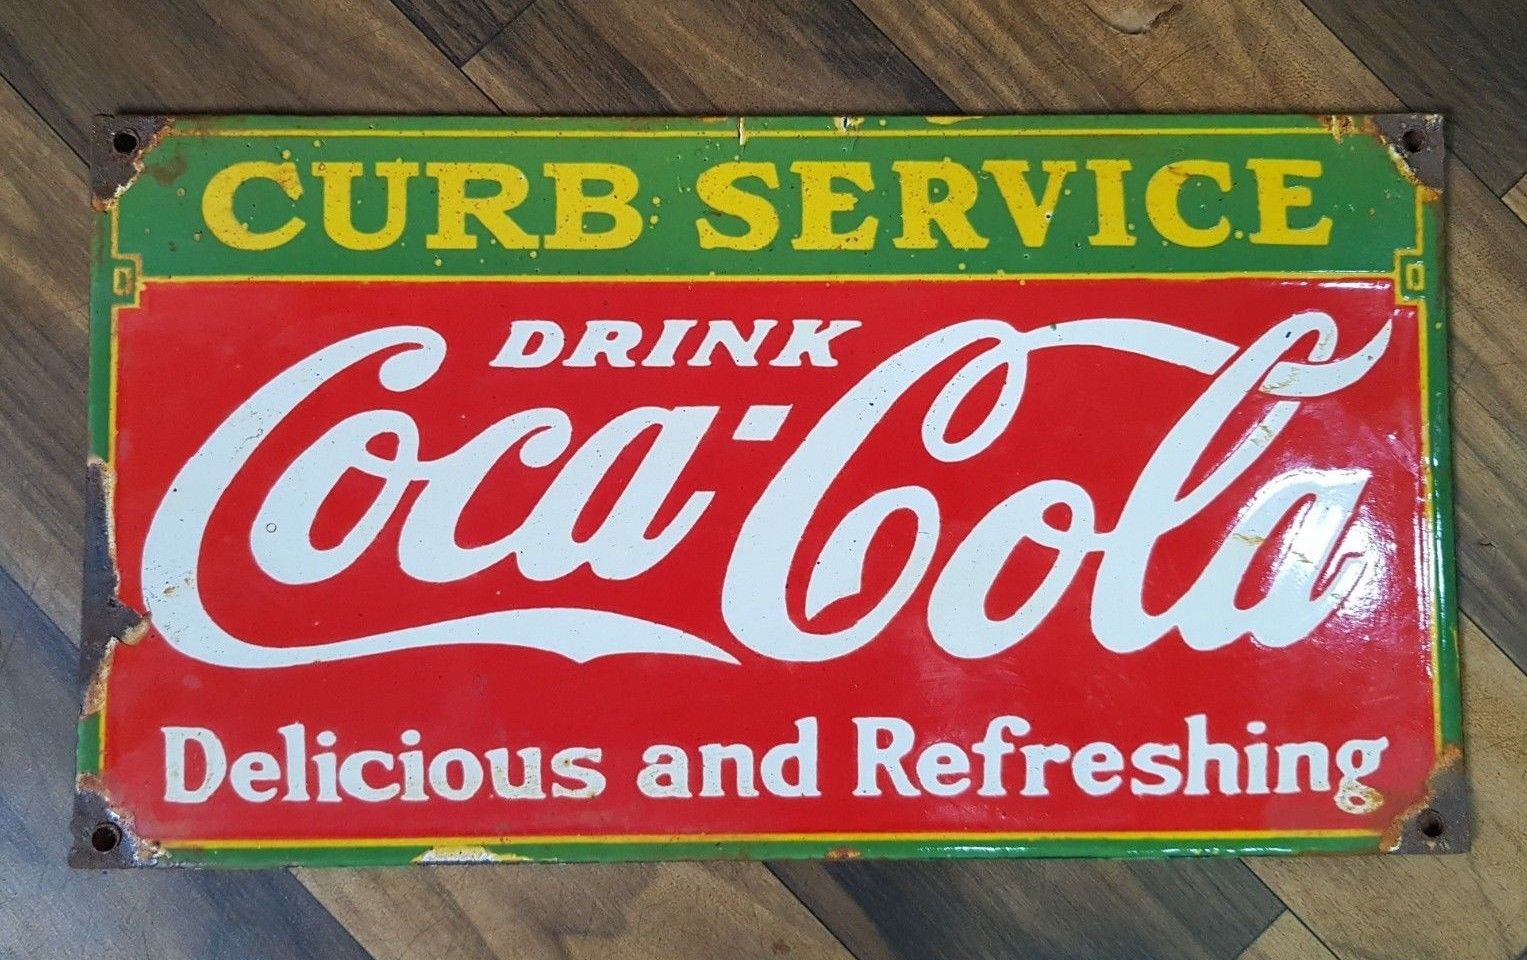 CURB SERVICE
DRINK
Coca-Cola
Delicious and Refreshing